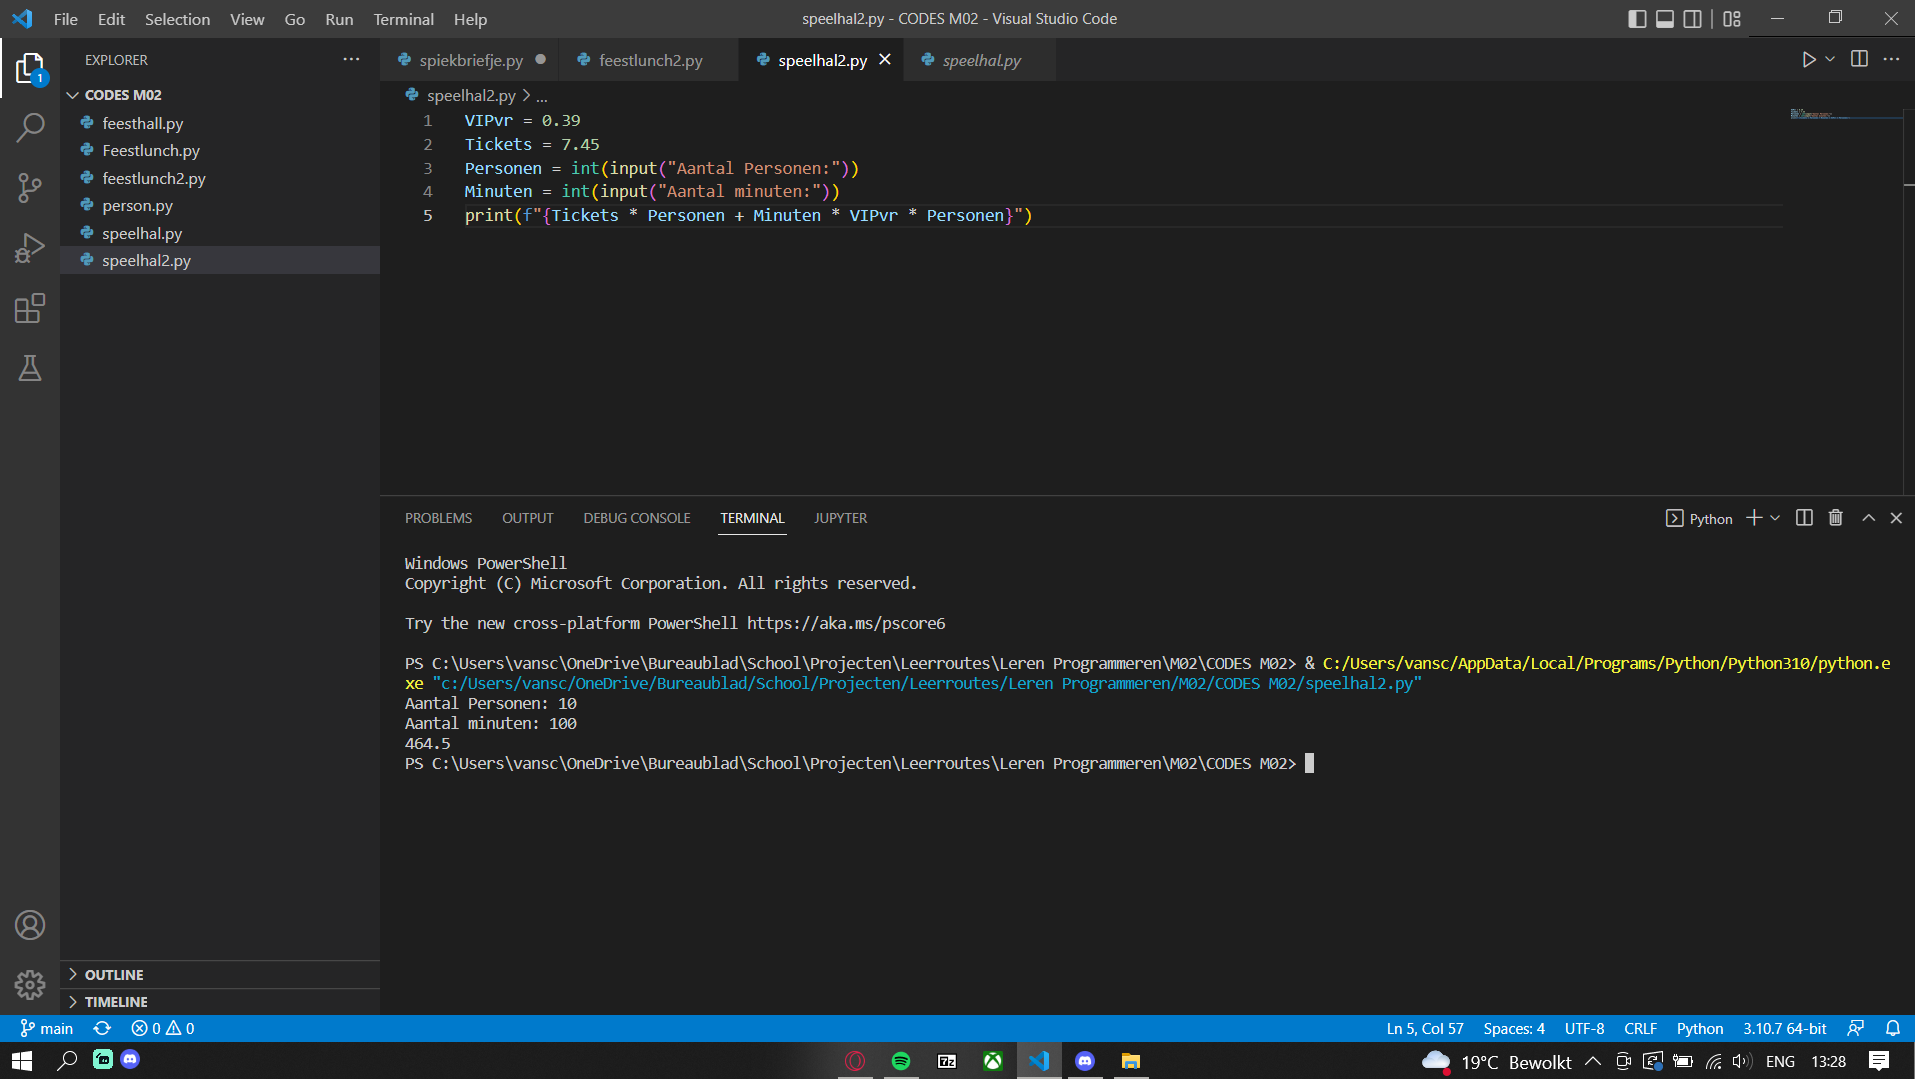 File Edit Selection View Go Run Terminal Help
speelhal2.py - CODES M02 - Visual Studio Code
EXPLORER
1
CODES M02
feesthall.py
Feestlunch.py
feestlunch2.py
person.py
speelhal.py
speelhal2.py
OUTLINE
TIMELINE
spiekbriefje.py feestlunch2.py speelhal2.py speelhal.py
speelhal2.py > ...
1 VIPvr = 0.39
2 Tickets = 7.45
3 Personen = int(input("Aantal Personen:"))
4 Minuten = int(input("Aantal minuten:"))
5 print(f"{Tickets * Personen + Minuten * VIPvr * Personen}")
PROBLEMS OUTPUT DEBUG CONSOLE TERMINAL JUPYTER
Python
Windows PowerShell
Copyright (C) Microsoft Corporation. All rights reserved.
Try the new cross-platform PowerShell https://aka.ms/pscore6
PS C:\Users\vansc\OneDrive\Bureaublad\School\Projecten\Leerroutes\Leren Programmeren\M02\CODES M02> & C:/Users/vansc/AppData/Local/Programs/Python/Python310/python.e
xe "c:/Users/vansc/OneDrive/Bureaublad/School/Projecten/Leerroutes/Leren Programmeren/M02/CODES M02/speelhal2.py"
Aantal Personen: 10
Aantal minuten: 100
464.5
PS C:\Users\vansc\OneDrive\Bureaublad\School\Projecten\Leerroutes\Leren Programmeren\M02\CODES M02>
main 0 0
Ln 5, Col 57 Spaces: 4 UTF-8 CRLF Python 3.10.7 64-bit
7z
19°C Bewolkt ENG 13:28